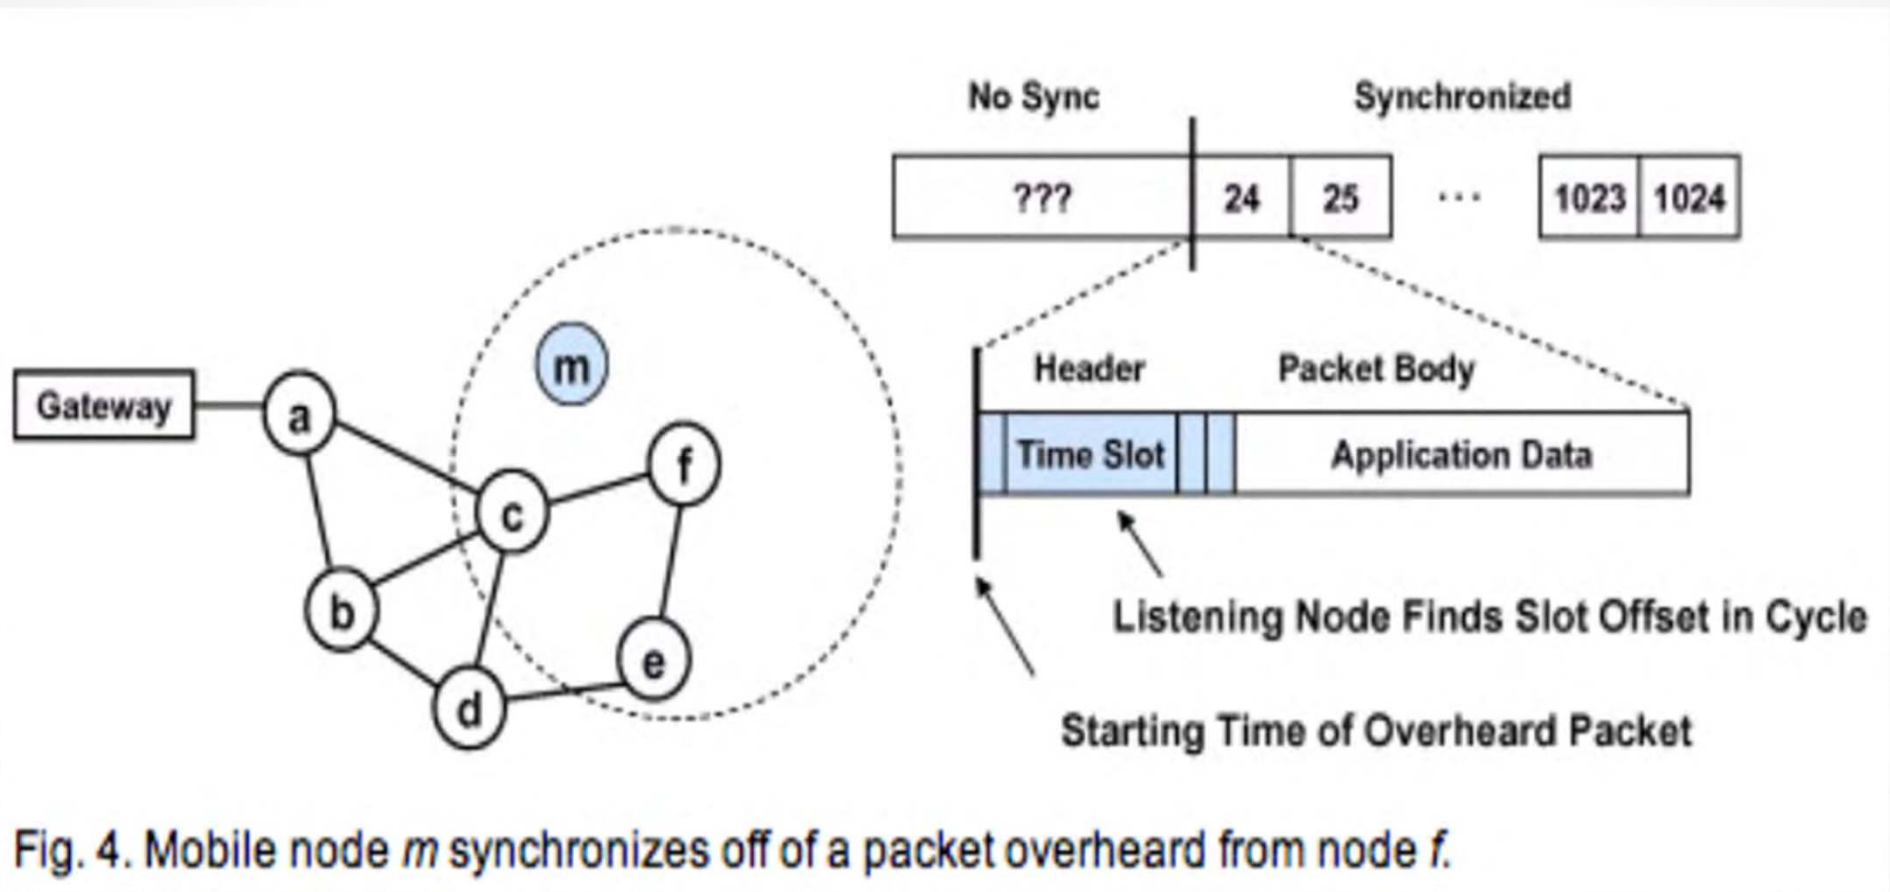 No Sync
Synchronized
???
24
25
...
1023
1024
m
Gateway
a
c
f
b
e
d
Header
Packet Body
Time Slot
Application Data
Listening Node Finds Slot Offset in Cycle
Starting Time of Overheard Packet
Fig. 4. Mobile node m synchronizes off of a packet overheard from node f.